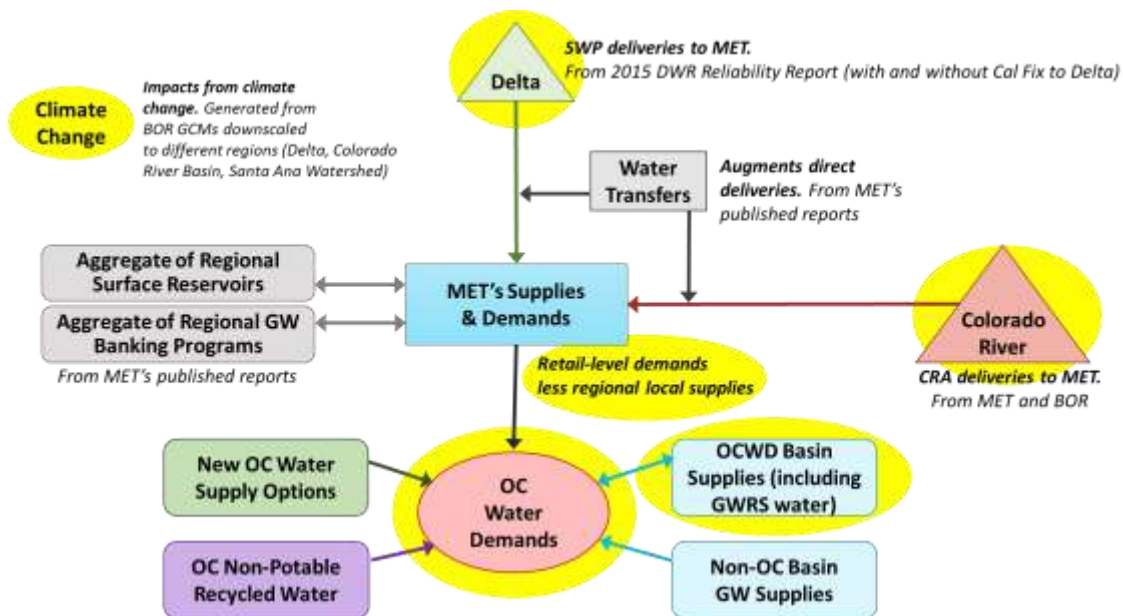 SWP deliveries to MET.
From 2015 DWR Reliability Report (with and without Cal Fix to Delta)
Delta
Climate
Change
Impacts from climate
change. Generated from
BOR GCMs downscaled
to different regions (Delta, Colorado
River Basin, Santa Ana Watershed)
Water
Transfers
Augments direct
deliveries. From MET's
published reports
Aggregate of Regional
Surface Reservoirs
Aggregate of Regional GW
Banking Programs
From MET's published reports
MET's Supplies
& Demands
Colorado
River
CRA deliveries to MET.
From MET and BOR
Retail-level demands
less regional local supplies
New OC Water
Supply Options
OC
Water
Demands
OCWD Basin
Supplies (including
GWRS water)
OC Non-Potable
Recycled Water
Non-OC Basin
GW Supplies